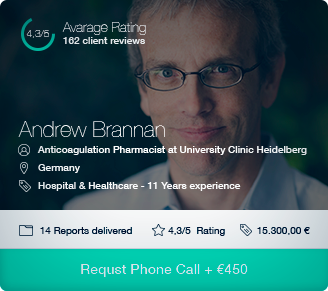 4,3/5
Avarage Rating
162 client reviews
Andrew Brannan
Anticoagulation Pharmacist at University Clinic Heidelberg
Germany
Hospital & Healthcare - 11 Years experience
14 Reports delivered 4,3/5 Rating 15.300,00 €
Requst Phone Call + €450